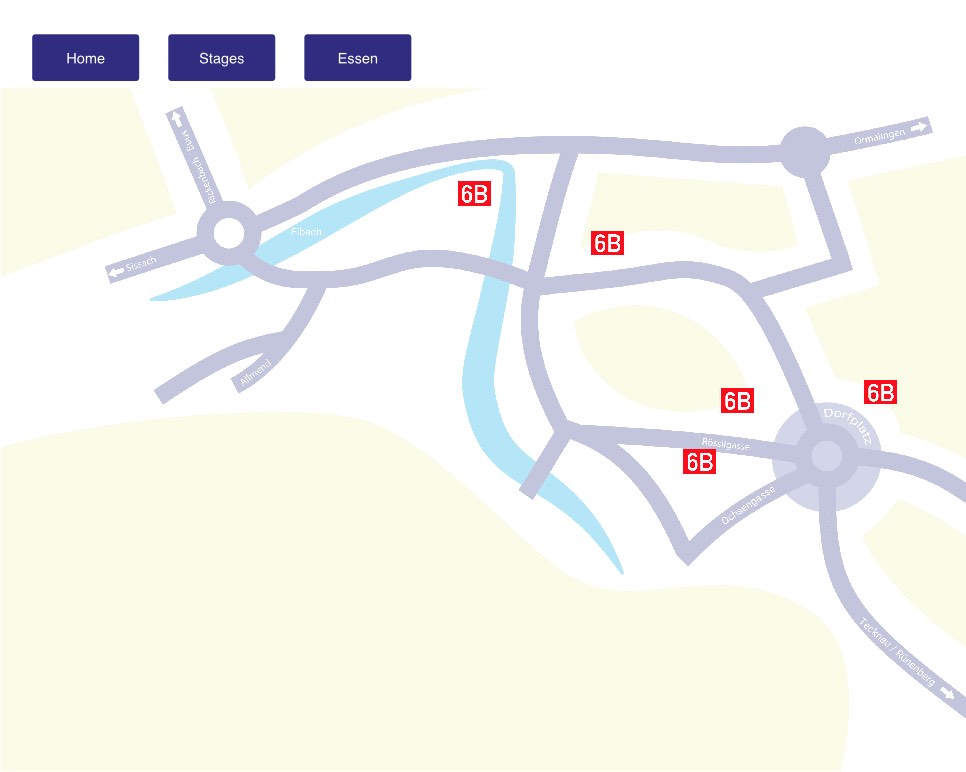 Home
Stages
Essen
Rickenbach, Buus
Ormalingen
6B
Eibach
6B
Sissach
Allmend
6B
6B
Dorfplatz
Rössligasse
6B
Ochsengasse
Tecknau / Rünenberg